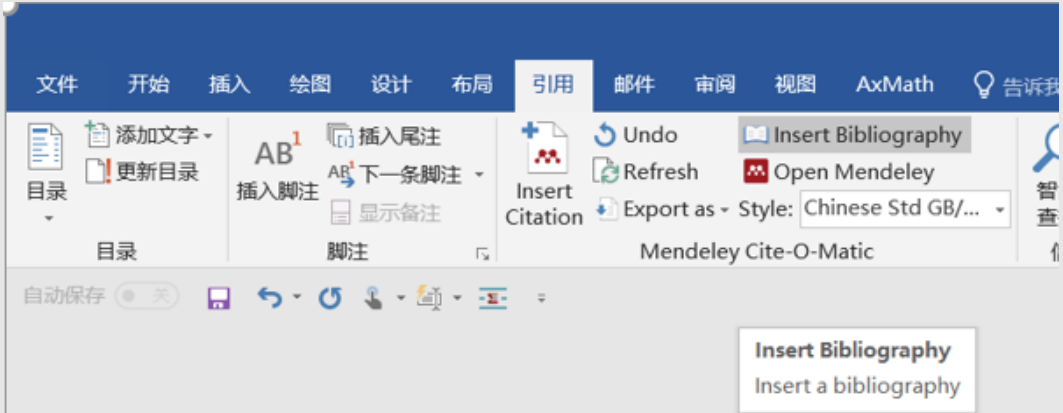 文件 开始 插入 绘图 设计 布局 引用 邮件 审阅 视图 AxMath 告诉我
目录
添加文字
更新目录
目录
AB1
插入脚注
插入尾注
AB1 下一条脚注
显示备注
脚注
Insert
Citation
Undo
Refresh
Export as
Insert Bibliography
Open Mendeley
Style: Chinese Std GB/...
Mendeley Cite-O-Matic
智
查
自动保存 关
Insert Bibliography
Insert a bibliography